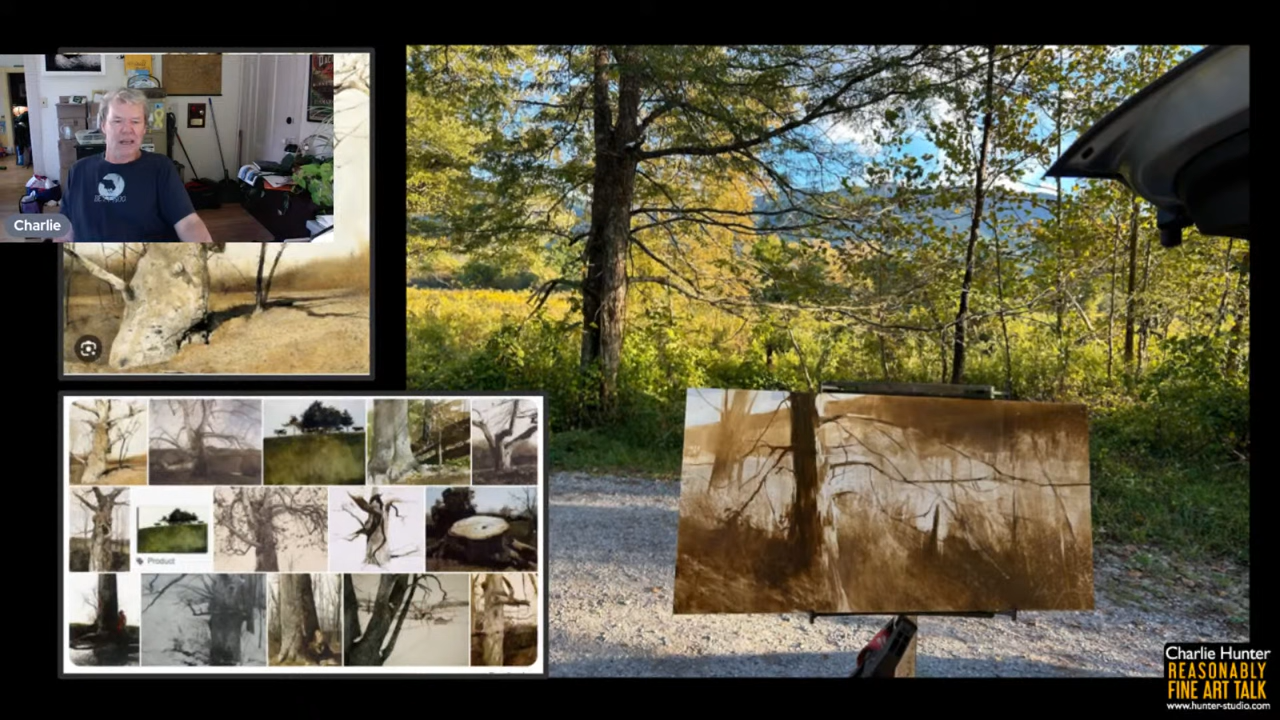 Charlie
Product
Charlie Hunter
REASONABLY
FINE ART TALK
www.hunter-studio.com